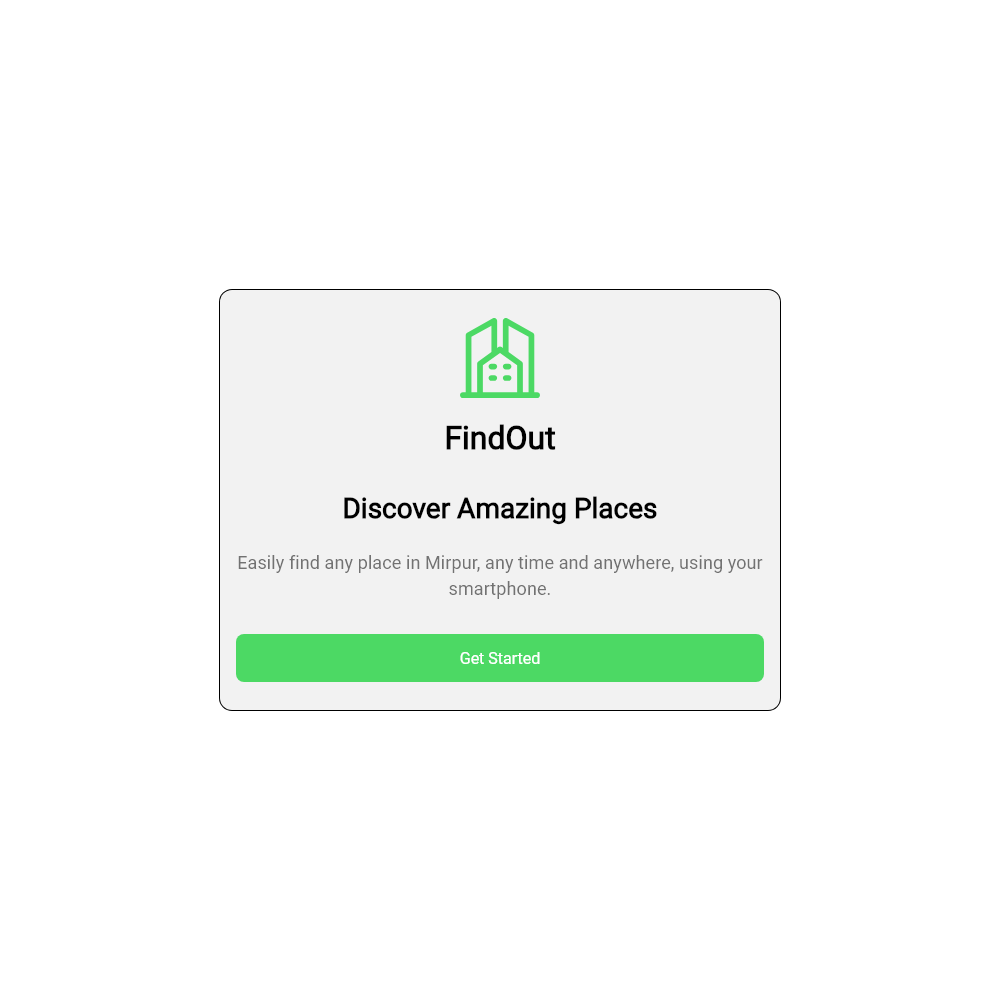 FindOut
Discover Amazing Places
Easily find any place in Mirpur, any time and anywhere, using your
smartphone.
Get Started